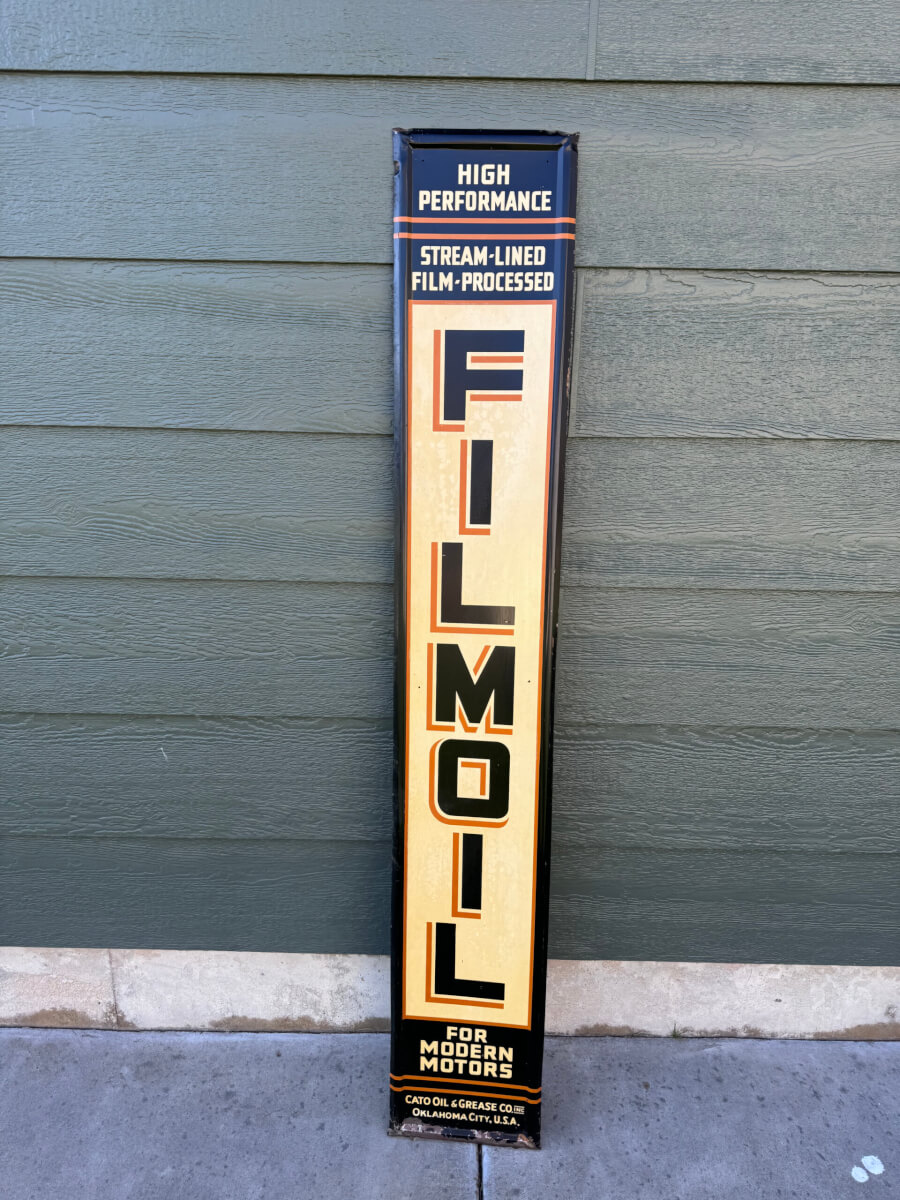 HIGH
PERFORMANCE
STREAM-LINED
FILM-PROCESSED
FILMOIL
FOR
MODERN
MOTORS
CATO OIL & GREASE CO. INC.
OKLAHOMA CITY, U.S.A.